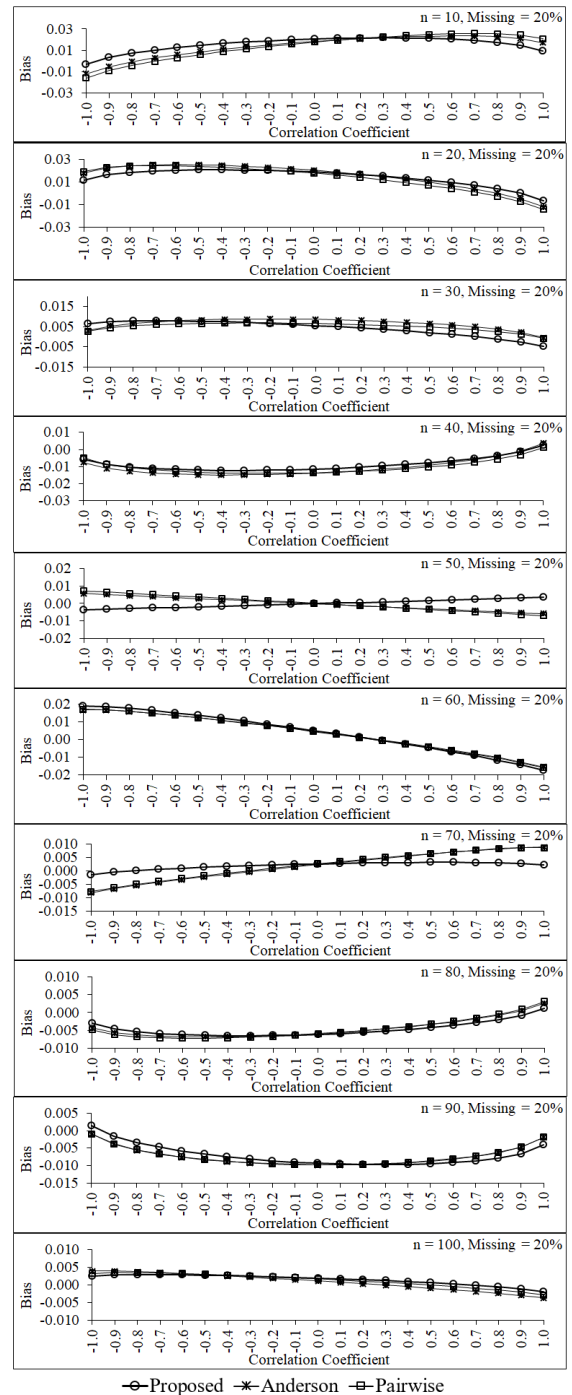 n = 10, Missing = 20%
Bias
0.03
0.01
-0.01
-0.03
-1.0 -0.9 -0.8 -0.7 -0.6 -0.5 -0.4 -0.3 -0.2 -0.1 0.0 0.1 0.2 0.3 0.4 0.5 0.6 0.7 0.8 0.9 1.0
Correlation Coefficient
n = 20, Missing = 20%
Bias
0.03
0.01
-0.01
-0.03
-1.0 -0.9 -0.8 -0.7 -0.6 -0.5 -0.4 -0.3 -0.2 -0.1 0.0 0.1 0.2 0.3 0.4 0.5 0.6 0.7 0.8 0.9 1.0
Correlation Coefficient
n = 30, Missing = 20%
Bias
0.015
0.005
-0.005
-0.015
-1.0 -0.9 -0.8 -0.7 -0.6 -0.5 -0.4 -0.3 -0.2 -0.1 0.0 0.1 0.2 0.3 0.4 0.5 0.6 0.7 0.8 0.9 1.0
Correlation Coefficient
n = 40, Missing = 20%
Bias
0.01
0.00
-0.01
-0.03
-1.0 -0.9 -0.8 -0.7 -0.6 -0.5 -0.4 -0.3 -0.2 -0.1 0.0 0.1 0.2 0.3 0.4 0.5 0.6 0.7 0.8 0.9 1.0
Correlation Coefficient
n = 50, Missing = 20%
Bias
0.02
0.01
0.00
-0.01
-0.02
-1.0 -0.9 -0.8 -0.7 -0.6 -0.5 -0.4 -0.3 -0.2 -0.1 0.0 0.1 0.2 0.3 0.4 0.5 0.6 0.7 0.8 0.9 1.0
Correlation Coefficient
n = 60, Missing = 20%
Bias
0.02
0.01
0.00
-0.01
-0.02
-1.0 -0.9 -0.8 -0.7 -0.6 -0.5 -0.4 -0.3 -0.2 -0.1 0.0 0.1 0.2 0.3 0.4 0.5 0.6 0.7 0.8 0.9 1.0
Correlation Coefficient
n = 70, Missing = 20%
Bias
0.010
0.005
0.000
-0.005
-0.010
-0.015
-1.0 -0.9 -0.8 -0.7 -0.6 -0.5 -0.4 -0.3 -0.2 -0.1 0.0 0.1 0.2 0.3 0.4 0.5 0.6 0.7 0.8 0.9 1.0
Correlation Coefficient
n = 80, Missing = 20%
Bias
0.010
0.005
0.000
-0.005
-0.010
-1.0 -0.9 -0.8 -0.7 -0.6 -0.5 -0.4 -0.3 -0.2 -0.1 0.0 0.1 0.2 0.3 0.4 0.5 0.6 0.7 0.8 0.9 1.0
Correlation Coefficient
n = 90, Missing = 20%
Bias
0.005
0.000
-0.005
-0.010
-0.015
-1.0 -0.9 -0.8 -0.7 -0.6 -0.5 -0.4 -0.3 -0.2 -0.1 0.0 0.1 0.2 0.3 0.4 0.5 0.6 0.7 0.8 0.9 1.0
Correlation Coefficient
n = 100, Missing = 20%
Bias
0.010
0.005
0.000
-0.005
-0.010
-1.0 -0.9 -0.8 -0.7 -0.6 -0.5 -0.4 -0.3 -0.2 -0.1 0.0 0.1 0.2 0.3 0.4 0.5 0.6 0.7 0.8 0.9 1.0
Correlation Coefficient
Proposed Anderson Pairwise